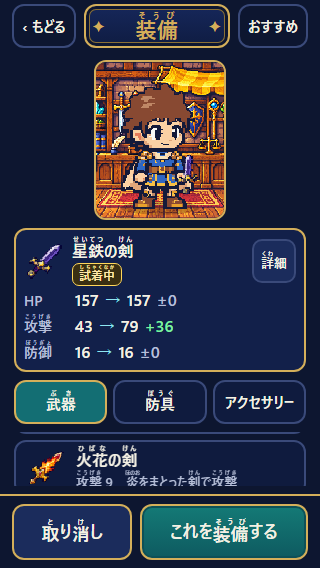 ‹ もどる
装備
おすすめ
星鉄の剣
試着中
詳細
HP 157 → 157 ±0
攻撃 43 → 79 +36
防御 16 → 16 ±0
武器
防具
アクセサリー
火花の剣
攻撃 9 炎をまとった剣で攻撃
取り消し
これを装備する